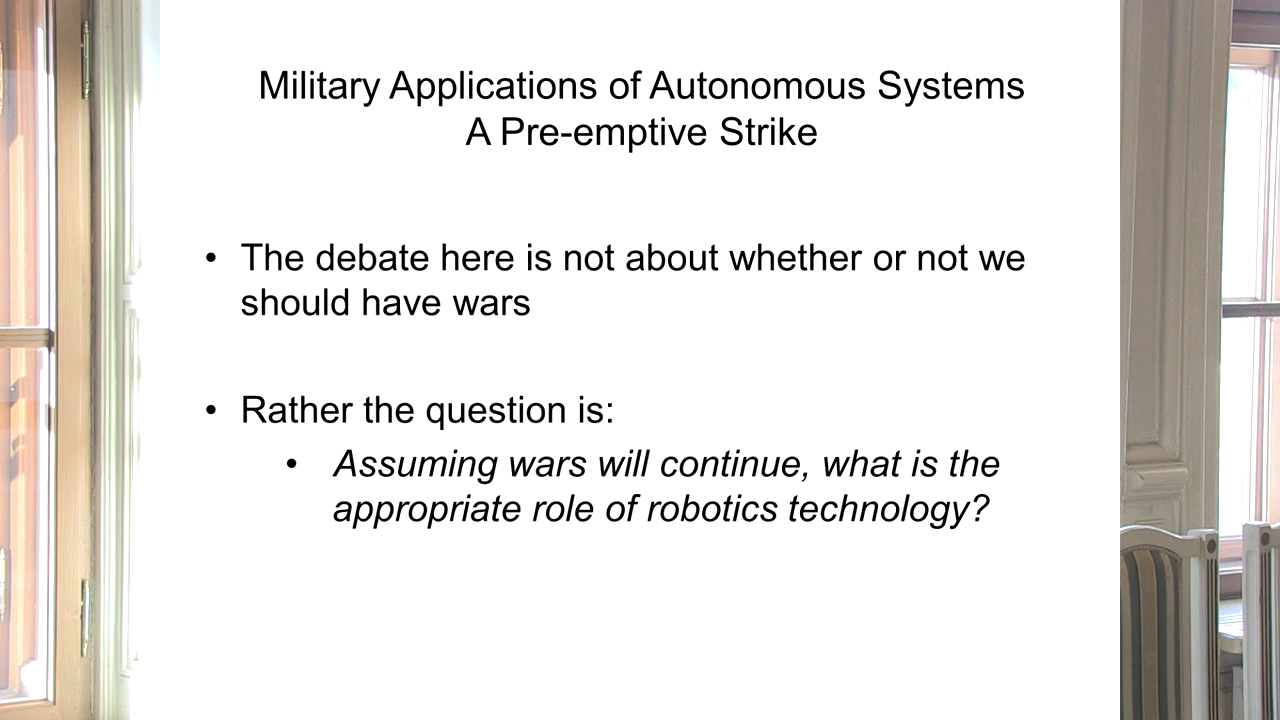 Military Applications of Autonomous Systems
A Pre-emptive Strike
• The debate here is not about whether or not we
should have wars
• Rather the question is:
• Assuming wars will continue, what is the
appropriate role of robotics technology?